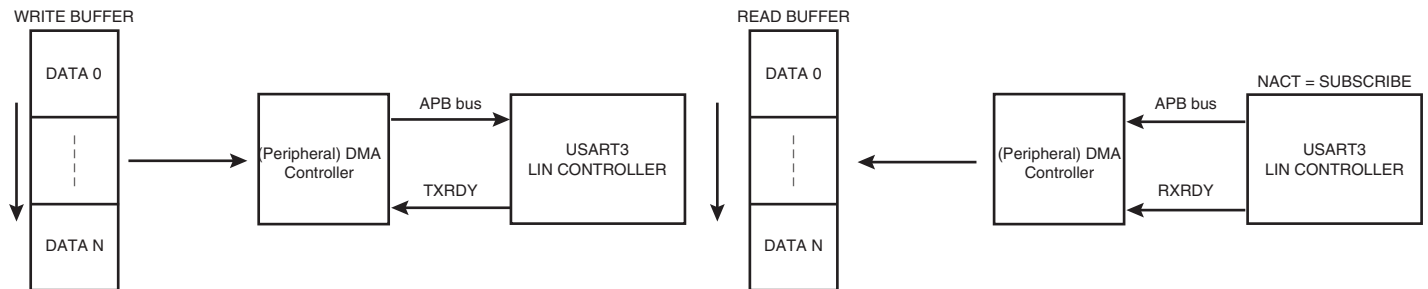 WRITE BUFFER
DATA 0
DATA N
(Peripheral) DMA
Controller
APB bus
TXRDY
USART3
LIN CONTROLLER
READ BUFFER
DATA 0
DATA N
(Peripheral) DMA
Controller
APB bus
RXRDY
NACT = SUBSCRIBE
USART3
LIN CONTROLLER